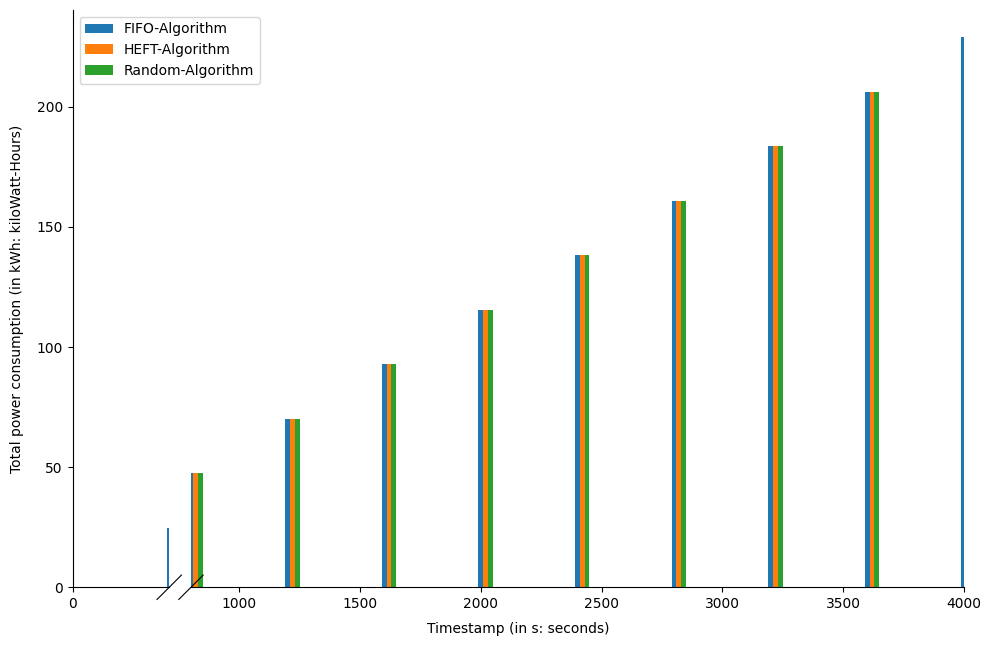 FIFO-Algorithm
HEFT-Algorithm
Random-Algorithm
Total power consumption (in kWh: kiloWatt-Hours)
200
150
100
50
0
0 1000 1500 2000 2500 3000 3500 4000
Timestamp (in s: seconds)